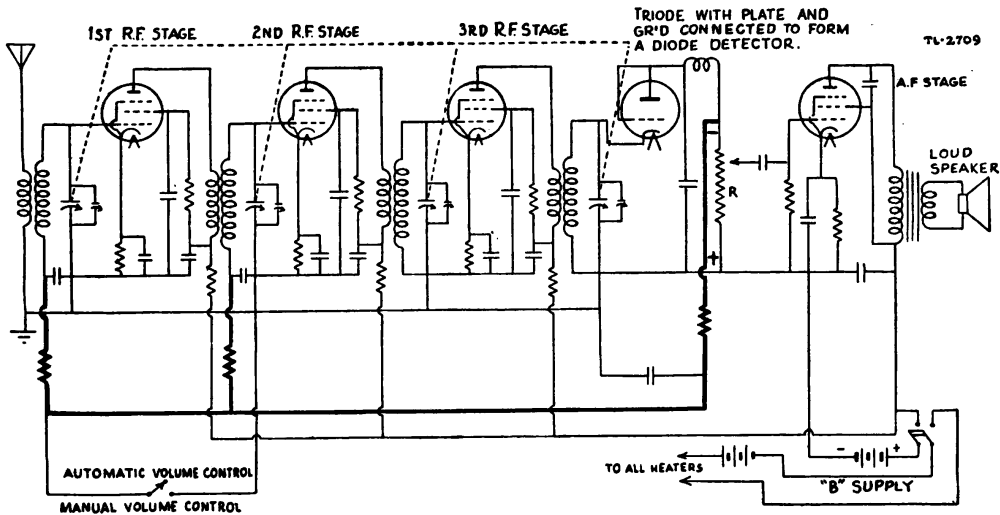 1ST R.F. STAGE
2ND R.F. STAGE
3RD R.F. STAGE
TRIODE WITH PLATE AND
GR'D CONNECTED TO FORM
A DIODE DETECTOR.
TL-2709
A.F STAGE
LOUD
SPEAKER
−
R
+
AUTOMATIC VOLUME CONTROL
MANUAL VOLUME CONTROL
TO ALL HEATERS
- +
"B" SUPPLY